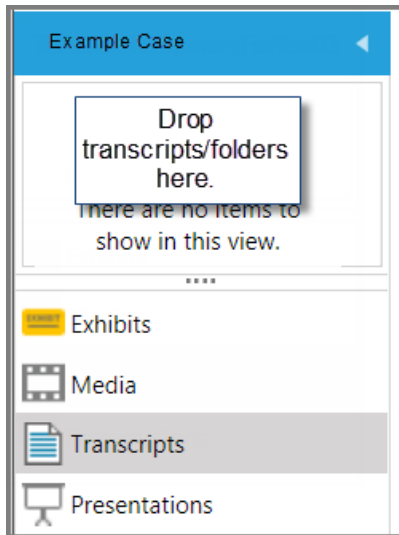 Example Case
Drop
transcripts/folders
here.
There are no items to
show in this view.
EXHIBIT
Exhibits
Media
Transcripts
Presentations